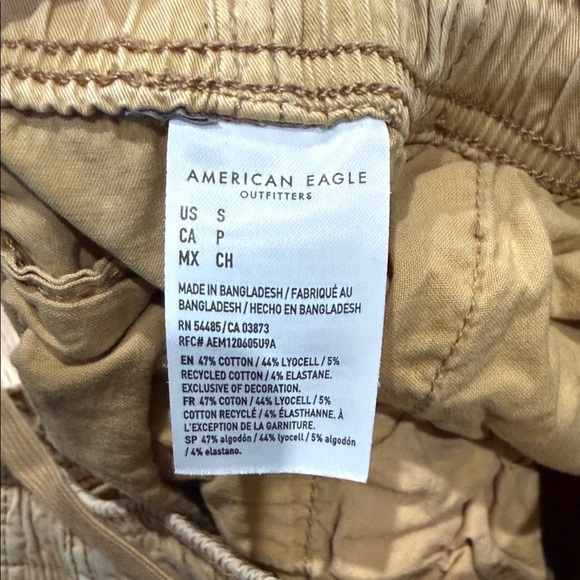 AMERICAN EAGLE
OUTFITTERS
US S
CA P
MX CH
MADE IN BANGLADESH / FABRIQUÉ AU
BANGLADESH / HECHO EN BANGLADESH
RN 54485 / CA 03873
RFC# AEM120605U9A
EN 47% COTTON / 44% LYOCELL / 5%
RECYCLED COTTON / 4% ELASTANE.
EXCLUSIVE OF DECORATION.
FR 47% COTON / 44% LYOCELL / 5%
COTON RECYCLÉ / 4% ÉLASTHANNE. À
L'EXCEPTION DE LA GARNITURE.
SP 47% algodón / 44% lyocell / 5% algodón
/ 4% elastano.